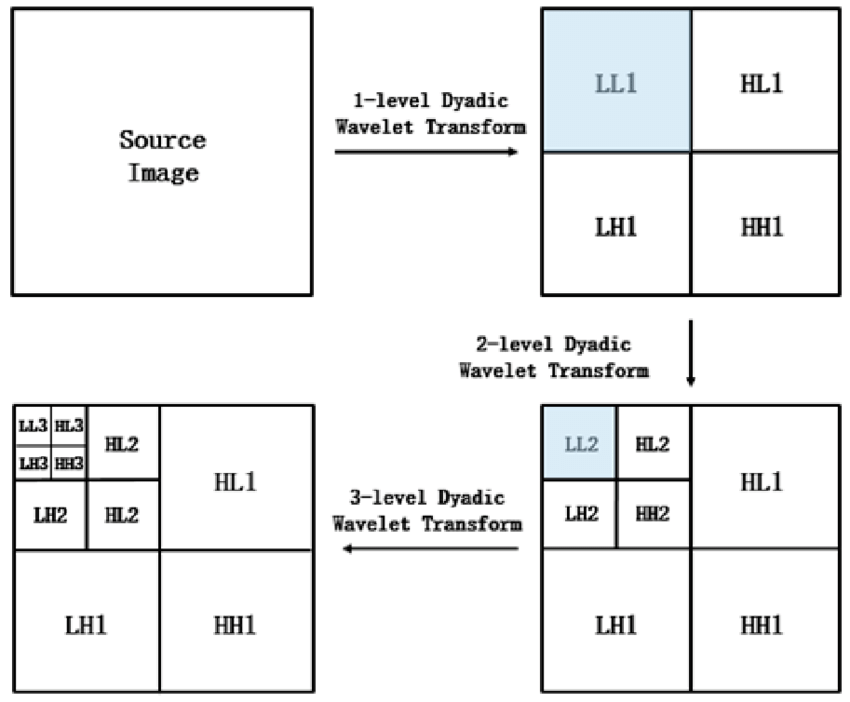 Source
Image
1-level Dyadic
Wavelet Transform
LL1 HL1
LH1 HH1
2-level Dyadic
Wavelet Transform
LL3 HL3
LH3 HH3
HL2
LH2 HL2
HL1
LH1 HH1
3-level Dyadic
Wavelet Transform
LL2 HL2
LH2 HH2
HL1
LH1 HH1